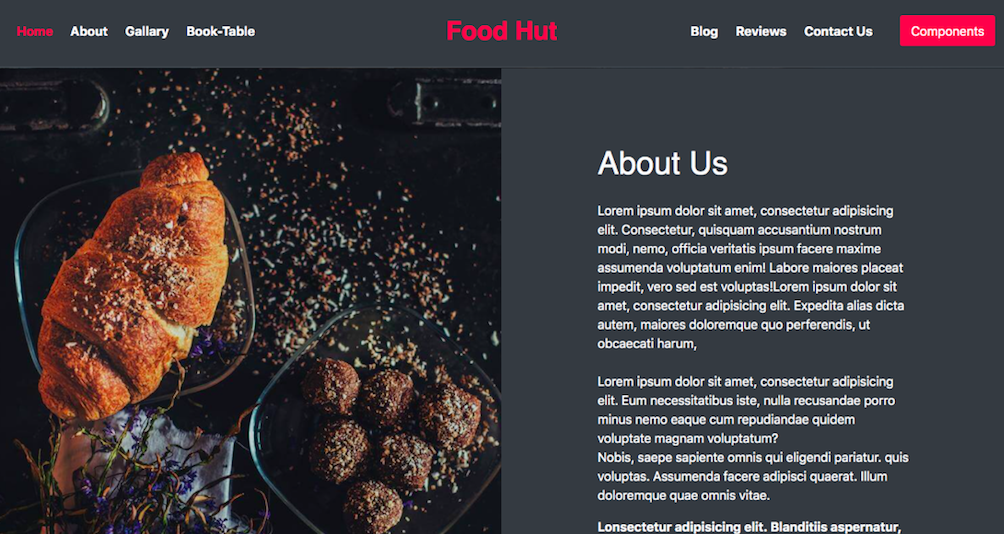 Home About Gallary Book-Table Food Hut Blog Reviews Contact Us Components
About Us
Lorem ipsum dolor sit amet, consectetur adipisicing
elit. Consectetur, quisquam accusantium nostrum
modi, nemo, officia veritatis ipsum facere maxime
assumenda voluptatum enim! Labore maiores placeat
impedit, vero sed est voluptas!Lorem ipsum dolor sit
amet, consectetur adipisicing elit. Expedita alias dicta
autem, maiores doloremque quo perferendis, ut
obcaecati harum,
Lorem ipsum dolor sit amet, consectetur adipisicing
elit. Eum necessitatibus iste, nulla recusandae porro
minus nemo eaque cum repudiandae quidem
voluptate magnam voluptatum?
Nobis, saepe sapiente omnis qui eligendi pariatur. quis
voluptas. Assumenda facere adipisci quaerat. Illum
doloremque quae omnis vitae.
Lonsectetur adipisicing elit. Blanditiis aspernatur,